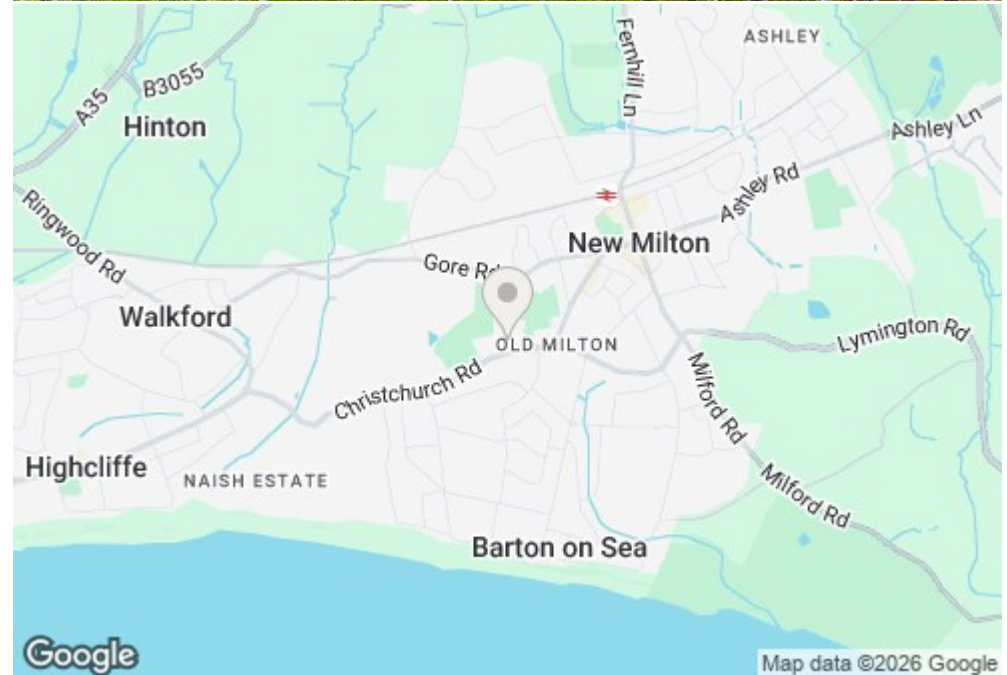 ASHLEY
Fernhill Ln
B3055
A35
Hinton
Ashley Ln
Ashley Rd
Ringwood Rd
New Milton
Gore Rd
Walkford
OLD MILTON
Lymington Rd
Christchurch Rd
Milford Rd
Highcliffe
NAISH ESTATE
Milford Rd
Barton on Sea
Google
Map data ©2026 Google